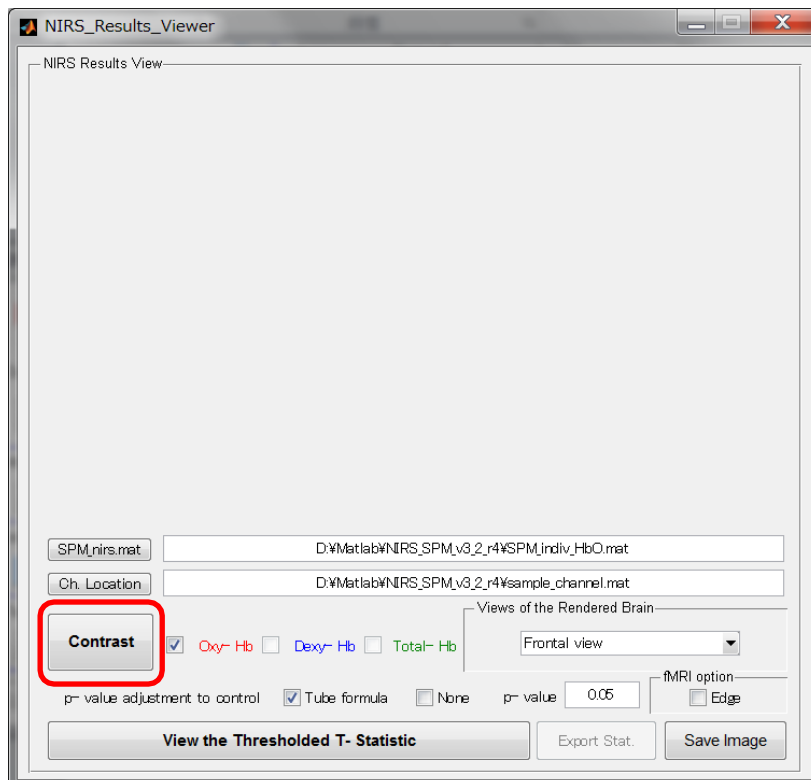 NIRS_Results_Viewer
NIRS Results View
SPM_nirs.mat D:¥Matlab¥NIRS_SPM_v3_2_r4¥SPM_indiv_HbO.mat
Ch. Location D:¥Matlab¥NIRS_SPM_v3_2_r4¥sample_channel.mat
Views of the Rendered Brain
Contrast Oxy- Hb Dexy- Hb Total- Hb Frontal view
fMRI option
p- value adjustment to control Tube formula None p- value 0.05 Edge
View the Thresholded T- Statistic Export Stat. Save Image